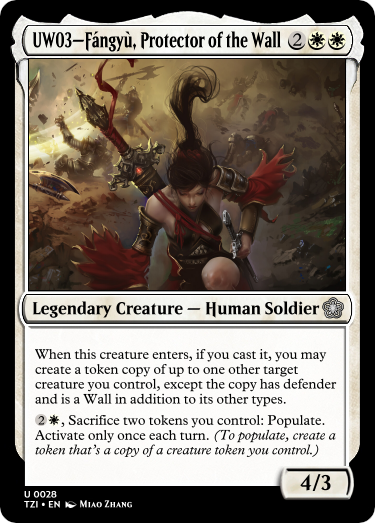 UW03–Fángyù, Protector of the Wall 2
Legendary Creature — Human Soldier
When this creature enters, if you cast it, you may
create a token copy of up to one other target
creature you control, except the copy has defender
and is a Wall in addition to its other types.
2, Sacrifice two tokens you control: Populate.
Activate only once each turn. (To populate, create a
token that's a copy of a creature token you control.)
4/3
U 0028
TZI • EN Miao Zhang